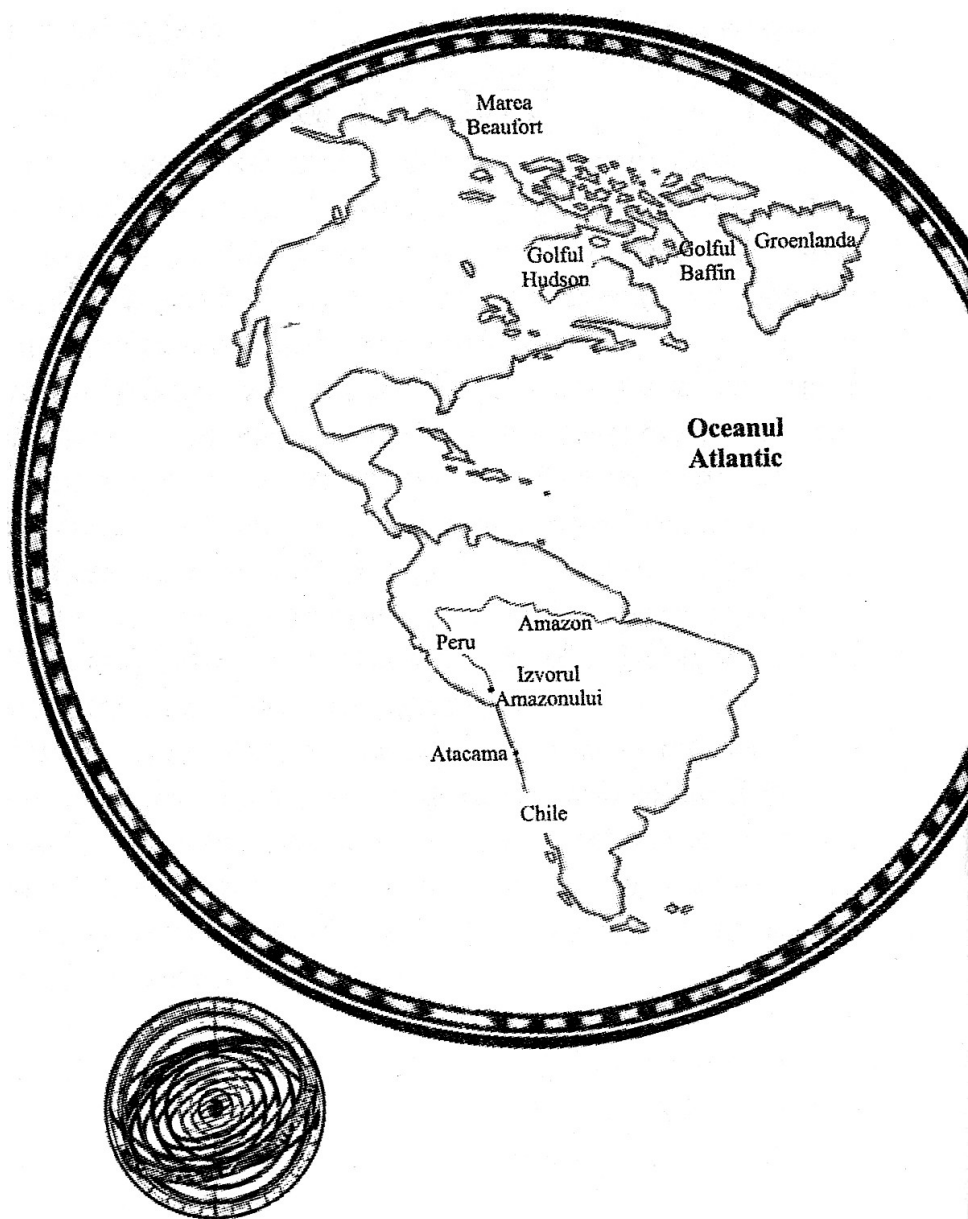 Marea
Beaufort
Golful
Hudson
Golful
Baffin
Groenlanda
Oceanul
Atlantic
Amazon
Peru
Izvorul
Amazonului
Atacama
Chile